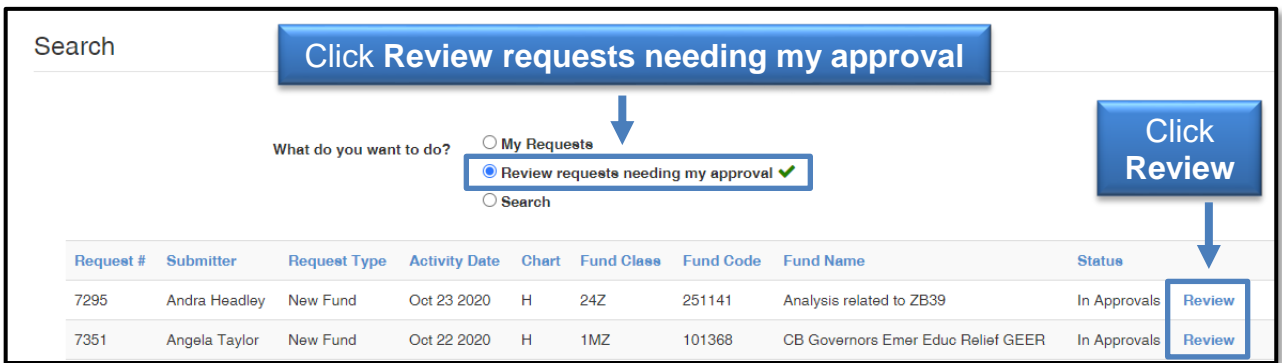 Search
Click Review requests needing my approval
What do you want to do?
My Requests
Review requests needing my approval
Search
Click
Review
Request # Submitter Request Type Activity Date Chart Fund Class Fund Code Fund Name Status
7295 Andra Headley New Fund Oct 23 2020 H 24Z 251141 Analysis related to ZB39 In Approvals Review
7351 Angela Taylor New Fund Oct 22 2020 H 1MZ 101368 CB Governors Emer Educ Relief GEER In Approvals Review